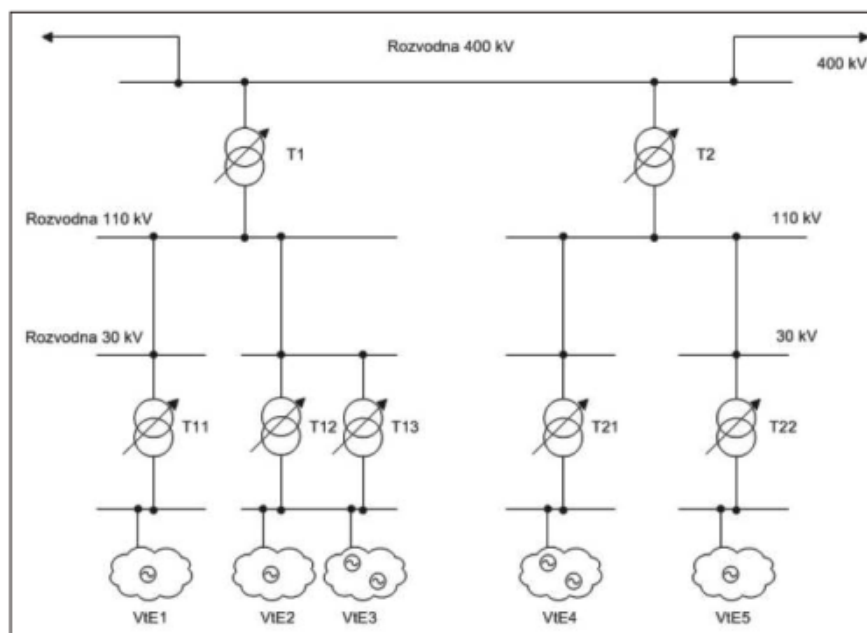 Rozvodna 400 kV
400 kV
T1
T2
Rozvodna 110 kV
110 kV
Rozvodna 30 kV
30 kV
T11
T12
T13
T21
T22
VtE1
VtE2
VtE3
VtE4
VtE5